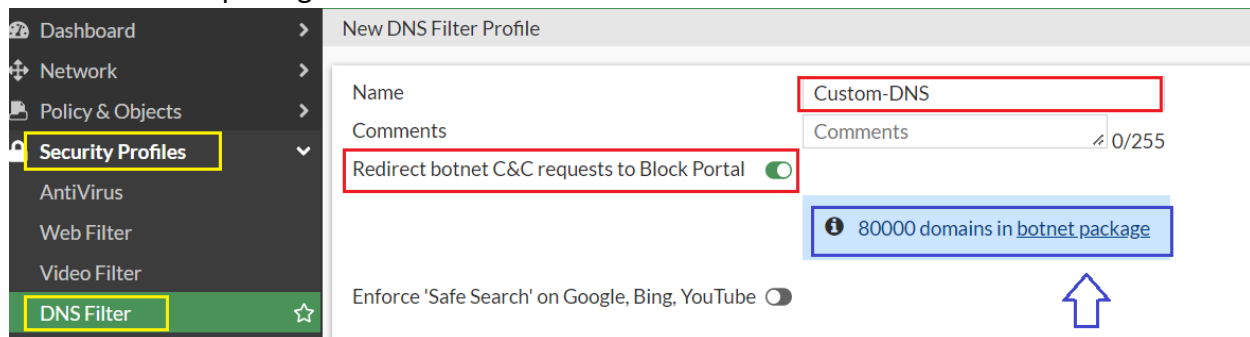 Dashboard
Network
Policy & Objects
Security Profiles
AntiVirus
Web Filter
Video Filter
DNS Filter
New DNS Filter Profile
Name Custom-DNS
Comments Comments 0/255
Redirect botnet C&C requests to Block Portal
80000 domains in botnet package
Enforce 'Safe Search' on Google, Bing, YouTube